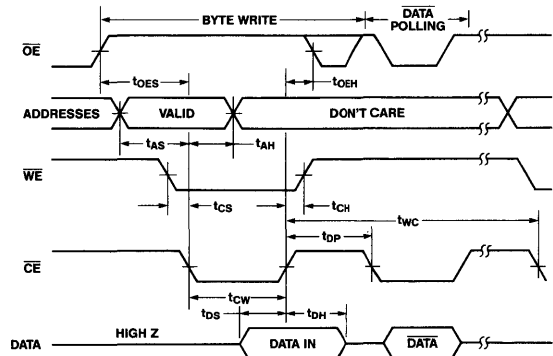 BYTE WRITE
DATA
POLLING
OE
tOES
tOEH
ADDRESSES
VALID
DON'T CARE
tAS
tAH
WE
tCS
tCH
tWC
tDP
CE
tCW
tDS
tDH
DATA
HIGH Z
DATA IN
DATA